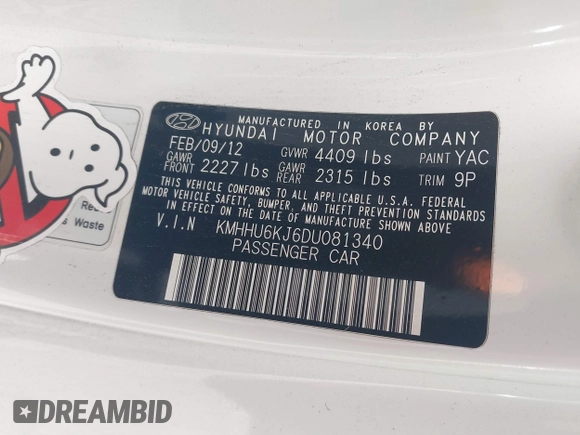 MANUFACTURED IN KOREA BY
HYUNDAI MOTOR COMPANY
FEB/09/12 GVWR 4409 lbs PAINT YAC
GAWR FRONT 2227 lbs GAWR REAR 2315 lbs TRIM 9P
THIS VEHICLE CONFORMS TO ALL APPLICABLE U.S.A. FEDERAL
MOTOR VEHICLE SAFETY, BUMPER, AND THEFT PREVENTION STANDARDS
IN EFFECT ON THE DATE OF MANUFACTURE SHOWN ABOVE.
V.I.N KMHHU6KJ6DU081340
PASSENGER CAR
Waste
DREAMBID